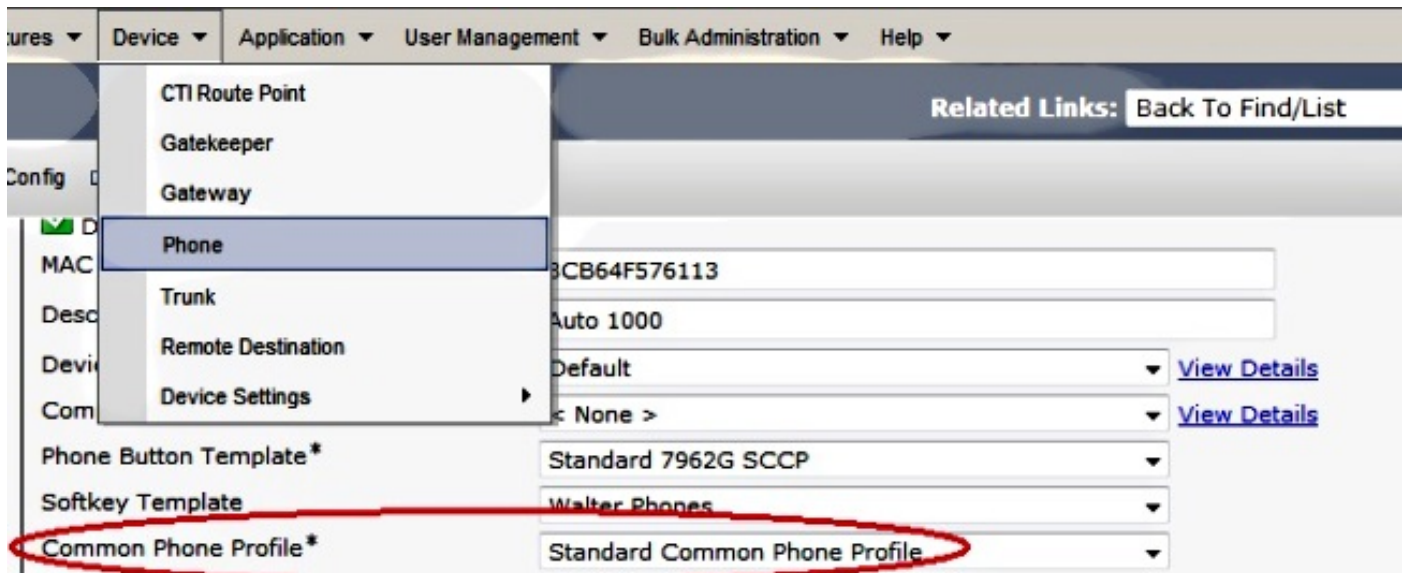 Device Application User Management Bulk Administration Help
CTI Route Point
Related Links: Back To Find/List
Gatekeeper
Config
Gateway
Phone
MAC CB64F576113
Trunk
Desc Auto 1000
Remote Destination
Default View Details
Device Settings
Com < None > View Details
Phone Button Template* Standard 7962G SCCP
Softkey Template Walter Phones
Common Phone Profile* Standard Common Phone Profile